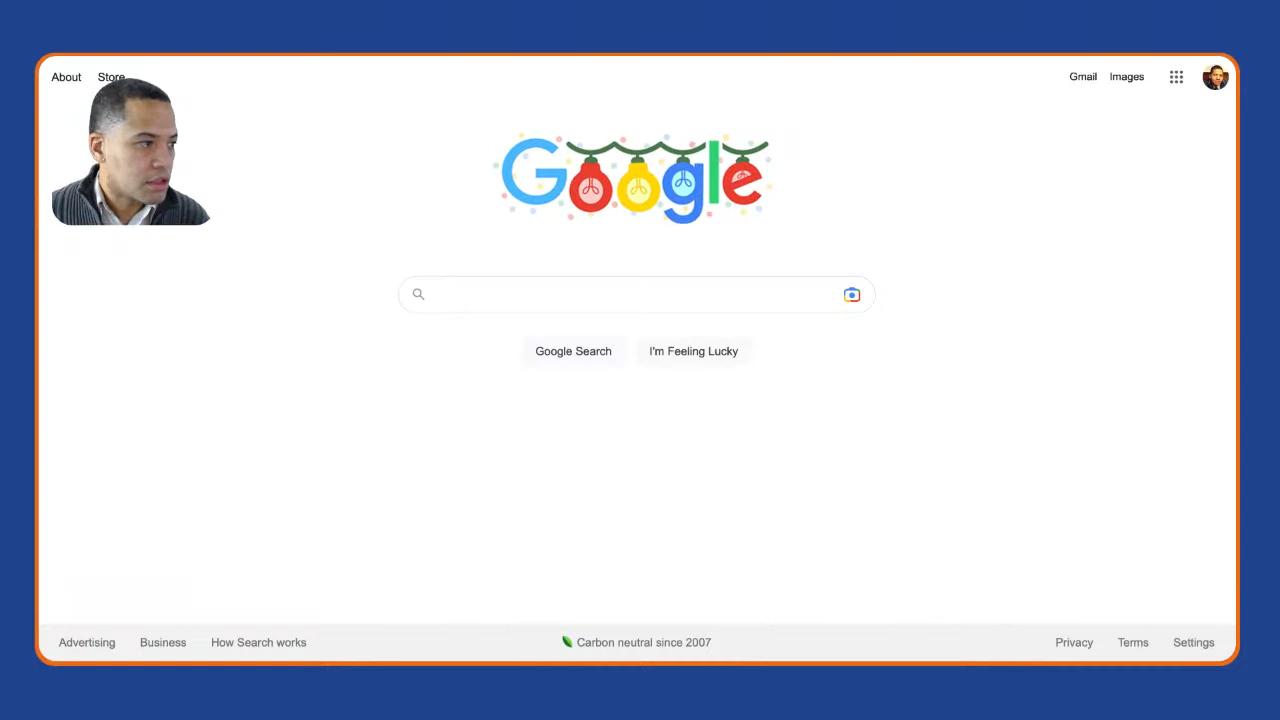 About Store
Gmail Images
Google
Google Search I'm Feeling Lucky
Advertising Business How Search works
Carbon neutral since 2007
Privacy Terms Settings